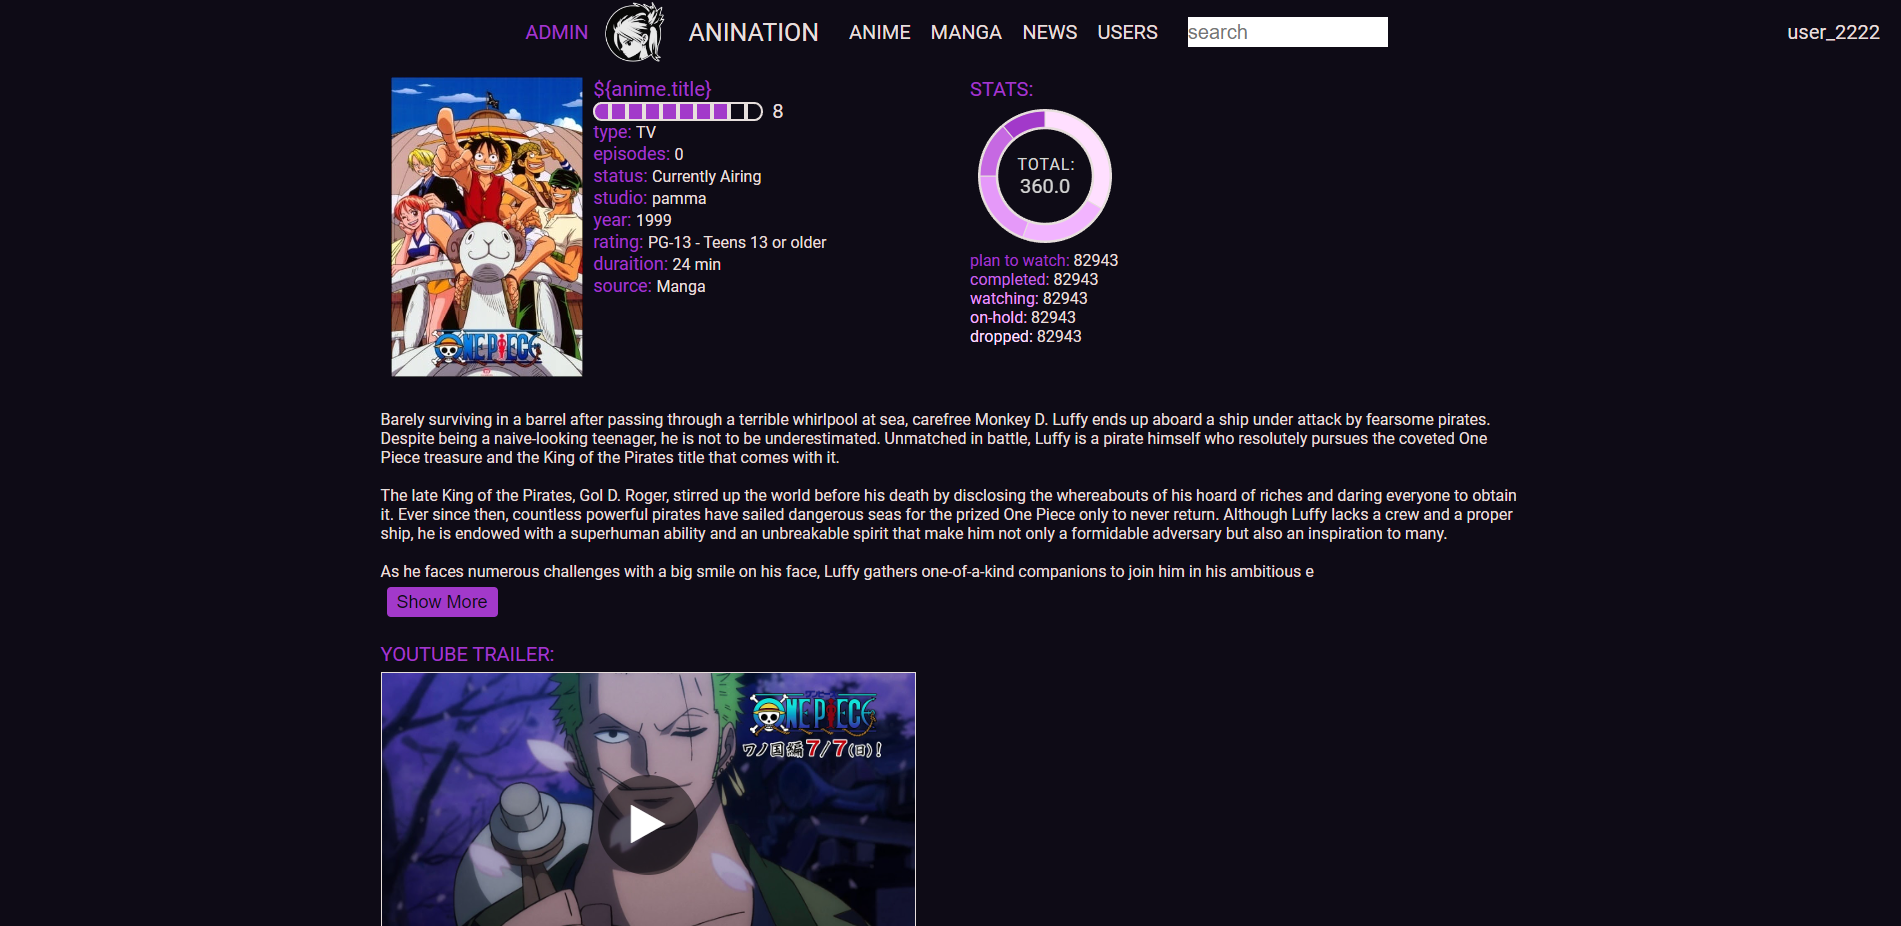 ADMIN ANINATION ANIME MANGA NEWS USERS search user_2222
${anime.title}
8
type: TV
episodes: 0
status: Currently Airing
studio: pamma
year: 1999
rating: PG-13 - Teens 13 or older
duraition: 24 min
source: Manga
ONE PIECE
STATS:
TOTAL:
360.0
plan to watch: 82943
completed: 82943
watching: 82943
on-hold: 82943
dropped: 82943
Barely surviving in a barrel after passing through a terrible whirlpool at sea, carefree Monkey D. Luffy ends up aboard a ship under attack by fearsome pirates.
Despite being a naive-looking teenager, he is not to be underestimated. Unmatched in battle, Luffy is a pirate himself who resolutely pursues the coveted One
Piece treasure and the King of the Pirates title that comes with it.
The late King of the Pirates, Gol D. Roger, stirred up the world before his death by disclosing the whereabouts of his hoard of riches and daring everyone to obtain
it. Ever since then, countless powerful pirates have sailed dangerous seas for the prized One Piece only to never return. Although Luffy lacks a crew and a proper
ship, he is endowed with a superhuman ability and an unbreakable spirit that make him not only a formidable adversary but also an inspiration to many.
As he faces numerous challenges with a big smile on his face, Luffy gathers one-of-a-kind companions to join him in his ambitious e
Show More
YOUTUBE TRAILER:
ワンピース
ONE PIECE
ワノ国編7/7(日)!